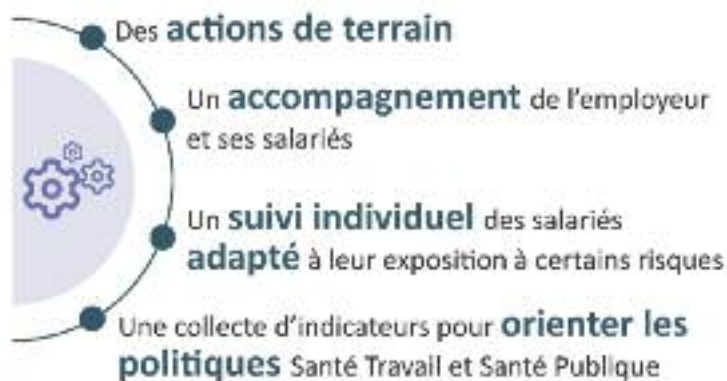 Des actions de terrain
Un accompagnement de l'employeur
et ses salariés
Un suivi individuel des salariés
adapté à leur exposition à certains risques
Une collecte d'indicateurs pour orienter les
politiques Santé Travail et Santé Publique